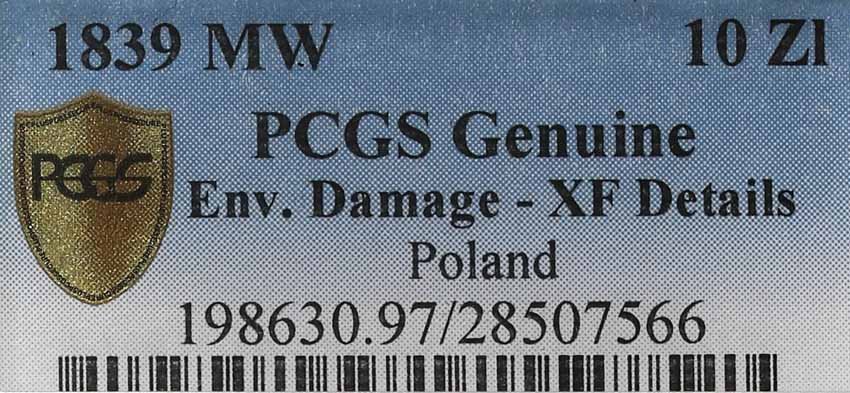 1839 MW 10 Zl
PCGS Genuine
PCGS
Env. Damage - XF Details
Poland
198630.97/28507566